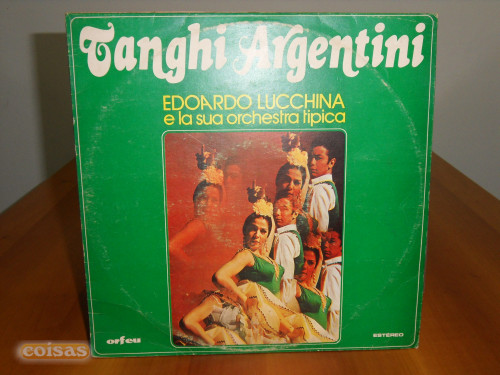 Tanghi Argentini
EDOARDO LUCCHINA
e la sua orchestra tipica
orfeu
ESTEREO
coisas